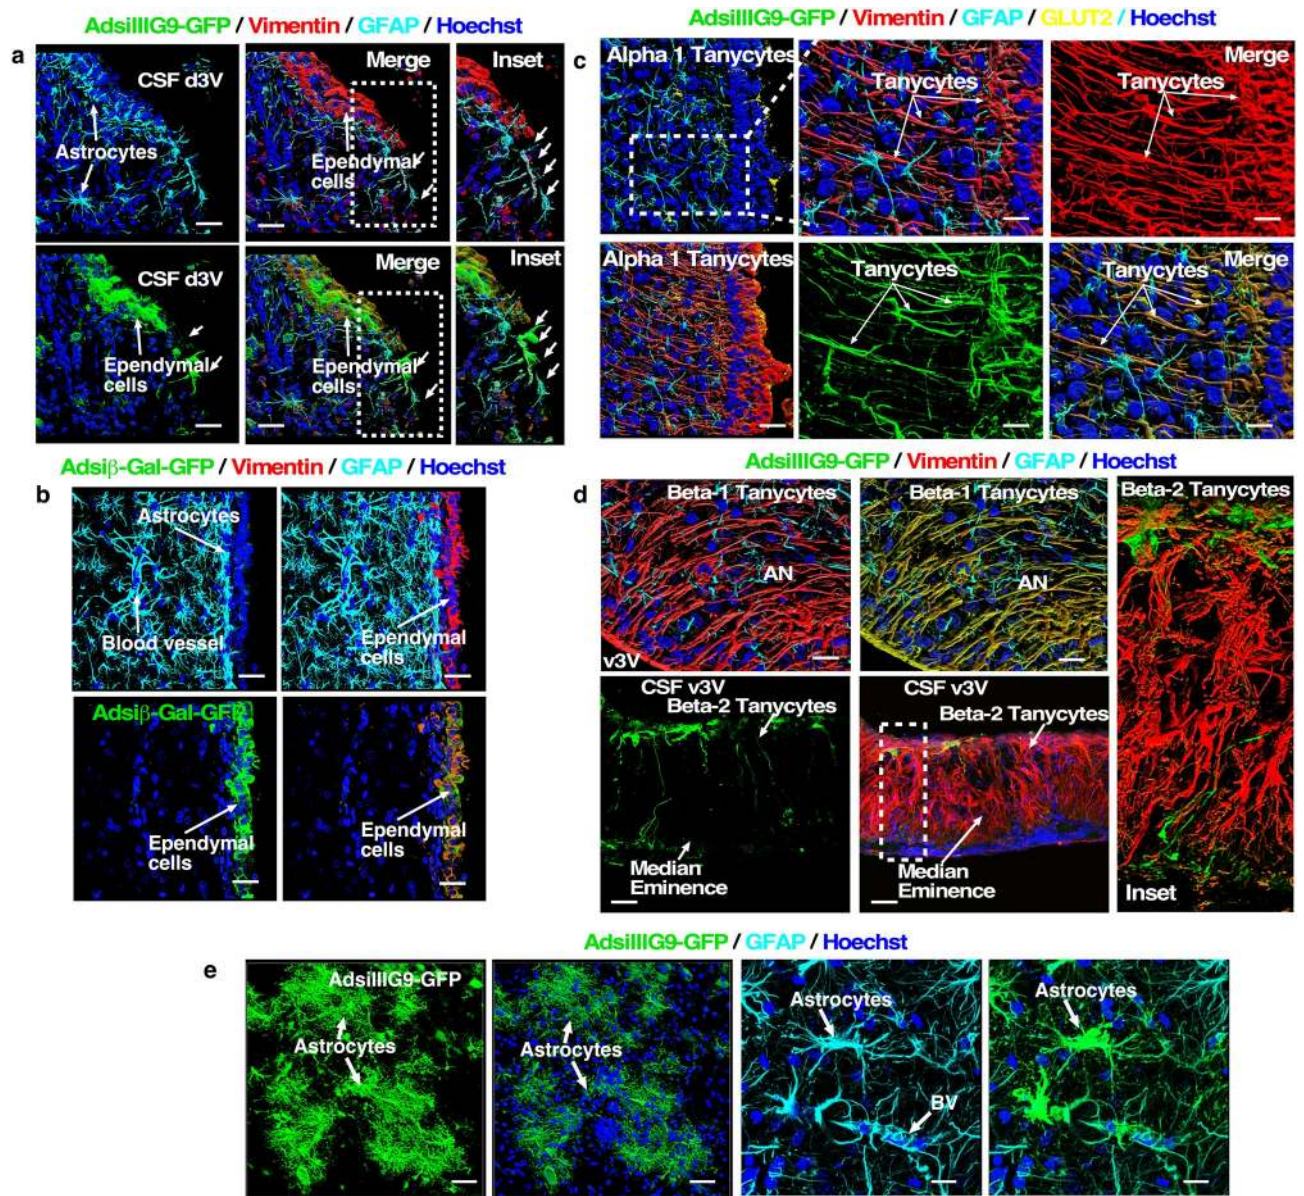 AdsiIIIG9-GFP / Vimentin / GFAP / Hoechst
a
CSF d3V
Astrocytes
Merge
Ependymal
cells
Inset
CSF d3V
Ependymal
cells
Merge
Ependymal
cells
Inset
Adsiβ-Gal-GFP / Vimentin / GFAP / Hoechst
b
Astrocytes
Blood vessel
Ependymal
cells
Adsiβ-Gal-GFP
Ependymal
cells
Ependymal
cells
AdsiIIIG9-GFP / Vimentin / GFAP / GLUT2 / Hoechst
c
Alpha 1 Tanycytes
Tanycytes
Merge
Tanycytes
Alpha 1 Tanycytes
Tanycytes
Merge
Tanycytes
AdsiIIIG9-GFP / Vimentin / GFAP / Hoechst
d
Beta-1 Tanycytes
AN
v3V
Beta-1 Tanycytes
AN
Beta-2 Tanycytes
Inset
CSF v3V
Beta-2 Tanycytes
Median
Eminence
CSF v3V
Beta-2 Tanycytes
Median
Eminence
AdsiIIIG9-GFP / GFAP / Hoechst
e
AdsiIIIG9-GFP
Astrocytes
Astrocytes
Astrocytes
BV
Astrocytes